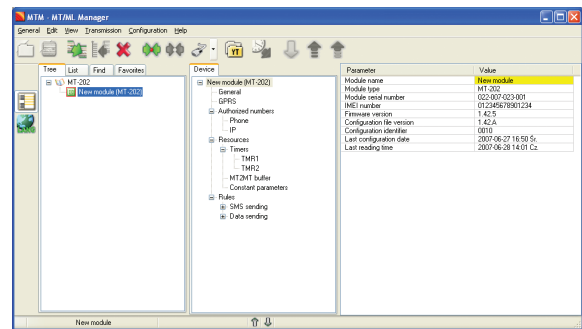 MTM - MT/ML Manager
General Edit View Transmission Configuration Help
YT
Tree List Find Favorites
MT-202
New module (MT-202)
Device
New module (MT-202)
General
GPRS
Authorized numbers
Phone
IP
Resources
Timers
TMR1
TMR2
MT2MT buffer
Constant parameters
Rules
SMS sending
Data sending
Parameter Value
Module name New module
Module type MT-202
Module serial number 022-007-023-001
IMEI number 012345678901234
Firmware version 1.42.5
Configuration file version 1.42.A
Configuration identifier 0010
Last configuration date 2007-06-27 16:50 Śr.
Last reading time 2007-06-28 14:01 Cz.
New module